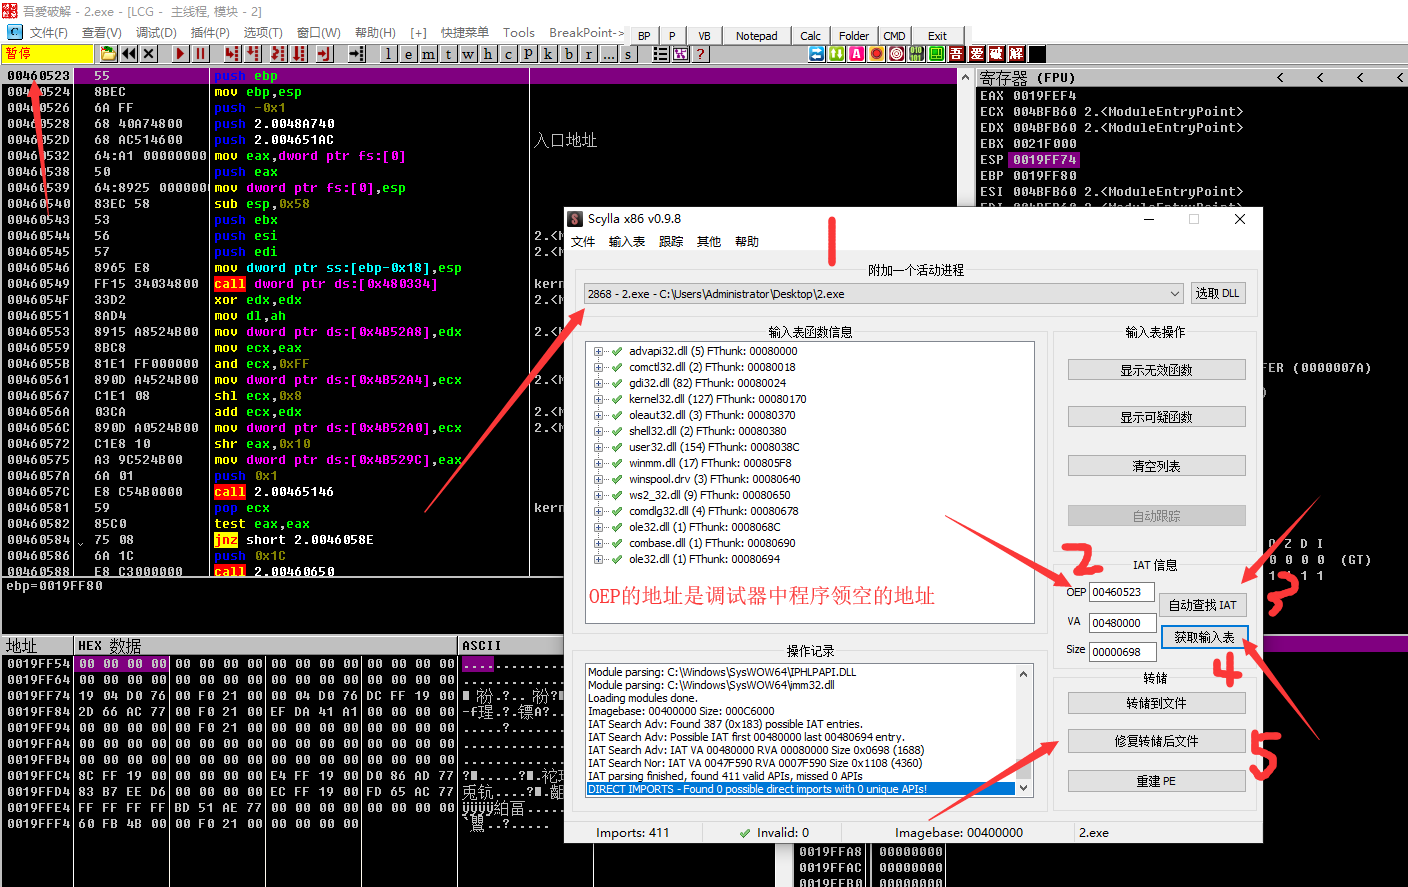 吾爱破解 - 2.exe - [LCG - 主线程, 模块 - 2]
文件(F) 查看(V) 调试(D) 插件(P) 选项(T) 窗口(W) 帮助(H) [+] 快捷菜单 Tools BreakPoint-> BP P VB Notepad Calc Folder CMD Exit
暂停 l e m t w h c p k b r ... s ? 吾 爱 破 解
00460523 55 push ebp
00460524 8BEC mov ebp,esp
00460526 6A FF push -0x1
00460528 68 40A74800 push 2.0048A740
0046052D 68 AC514600 push 2.004651AC 入口地址
00460532 64:A1 00000000 mov eax,dword ptr fs:[0]
00460538 50 push eax
00460539 64:8925 0000000 mov dword ptr fs:[0],esp
00460540 83EC 58 sub esp,0x58
00460543 53 push ebx
00460544 56 push esi 2.<M
00460545 57 push edi 2.<M
00460546 8965 E8 mov dword ptr ss:[ebp-0x18],esp
00460549 FF15 34034800 call dword ptr ds:[0x480334] kern
0046054F 33D2 xor edx,edx 2.<M
00460551 8AD4 mov dl,ah
00460553 8915 A8524B00 mov dword ptr ds:[0x4B52A8],edx 2.<M
00460559 8BC8 mov ecx,eax
0046055B 81E1 FF000000 and ecx,0xFF
00460561 890D A4524B00 mov dword ptr ds:[0x4B52A4],ecx 2.<M
00460567 C1E1 08 shl ecx,0x8
0046056A 03CA add ecx,edx 2.<M
0046056C 890D A0524B00 mov dword ptr ds:[0x4B52A0],ecx 2.<M
00460572 C1E8 10 shr eax,0x10
00460575 A3 9C524B00 mov dword ptr ds:[0x4B529C],eax
0046057A 6A 01 push 0x1
0046057C E8 C54B0000 call 2.00465146
00460581 59 pop ecx kern
00460582 85C0 test eax,eax
00460584 75 08 jnz short 2.0046058E
00460586 6A 1C push 0x1C
00460588 E8 C3000000 call 2.00460650
ebp=0019FF80
寄存器 (FPU) < < < <
EAX 0019FEF4
ECX 004BFB60 2.<ModuleEntryPoint>
EDX 004BFB60 2.<ModuleEntryPoint>
EBX 0021F000
ESP 0019FF74
EBP 0019FF80
ESI 004BFB60 2.<ModuleEntryPoint>
EDI 004BFB60 2.<ModuleEntryPoint>
FER (0000007A)
O Z D I
0 0 0 0 (GT)
1 1 1 1
Scylla x86 v0.9.8
文件 输入表 跟踪 其他 帮助
1
附加一个活动进程
2868 - 2.exe - C:\Users\Administrator\Desktop\2.exe
选取 DLL
输入表函数信息
advapi32.dll (5) FThunk: 00080000
comctl32.dll (2) FThunk: 00080018
gdi32.dll (82) FThunk: 00080024
kernel32.dll (127) FThunk: 00080170
oleaut32.dll (3) FThunk: 00080370
shell32.dll (2) FThunk: 00080380
user32.dll (154) FThunk: 0008038C
winmm.dll (17) FThunk: 000805F8
winspool.drv (3) FThunk: 00080640
ws2_32.dll (9) FThunk: 00080650
comdlg32.dll (4) FThunk: 00080678
ole32.dll (1) FThunk: 0008068C
combase.dll (1) FThunk: 00080690
ole32.dll (1) FThunk: 00080694
OEP的地址是调试器中程序领空的地址
输入表操作
显示无效函数
显示可疑函数
清空列表
自动跟踪
2
IAT 信息
OEP 00460523
自动查找 IAT
3
VA 00480000
获取输入表
Size 00000698
4
转储
转储到文件
修复转储后文件
5
重建 PE
操作记录
Module parsing: C:\Windows\SysWOW64\IPHLPAPI.DLL
Module parsing: C:\Windows\SysWOW64\imm32.dll
Loading modules done.
Imagebase: 00400000 Size: 000C6000
IAT Search Adv: Found 387 (0x183) possible IAT entries.
IAT Search Adv: Possible IAT first 00480000 last 00480694 entry.
IAT Search Adv: IAT VA 00480000 RVA 00080000 Size 0x0698 (1688)
IAT Search Nor: IAT VA 0047F590 RVA 0007F590 Size 0x1108 (4360)
IAT parsing finished, found 411 valid APIs, missed 0 APIs
DIRECT IMPORTS - Found 0 possible direct imports with 0 unique APIs!
Imports: 411 Invalid: 0 Imagebase: 00400000 2.exe
地址 HEX 数据 ASCII
0019FF54 00 00 00 00 00 00 00 00 00 00 00 00 00 00 00 00
0019FF64 00 00 00 00 00 00 00 00 00 00 00 00 00 00 00 00
0019FF74 19 04 D0 76 00 F0 21 00 00 04 D0 76 DC FF 19 00
0019FF84 2D 66 AC 77 00 F0 21 00 EF DA 41 A1 00 00 00 00
0019FF94 00 00 00 00 00 F0 21 00 00 00 00 00 00 00 00 00
0019FFA4 00 00 00 00 00 00 00 00 00 00 00 00 00 00 00 00
0019FFB4 00 00 00 00 00 00 00 00 00 00 00 00 00 00 00 00
0019FFC4 8C FF 19 00 00 00 00 00 E4 FF 19 00 D0 86 AD 77
0019FFD4 83 B7 EE D6 00 00 00 00 EC FF 19 00 FD 65 AC 77
0019FFE4 FF FF FF FF BD 51 AE 77 00 00 00 00 00 00 00 00
0019FFF4 60 FB 4B 00 00 F0 21 00 00 00 00 00
0019FFA8 00000000
0019FFAC 00000000
0019FFB0 00000000